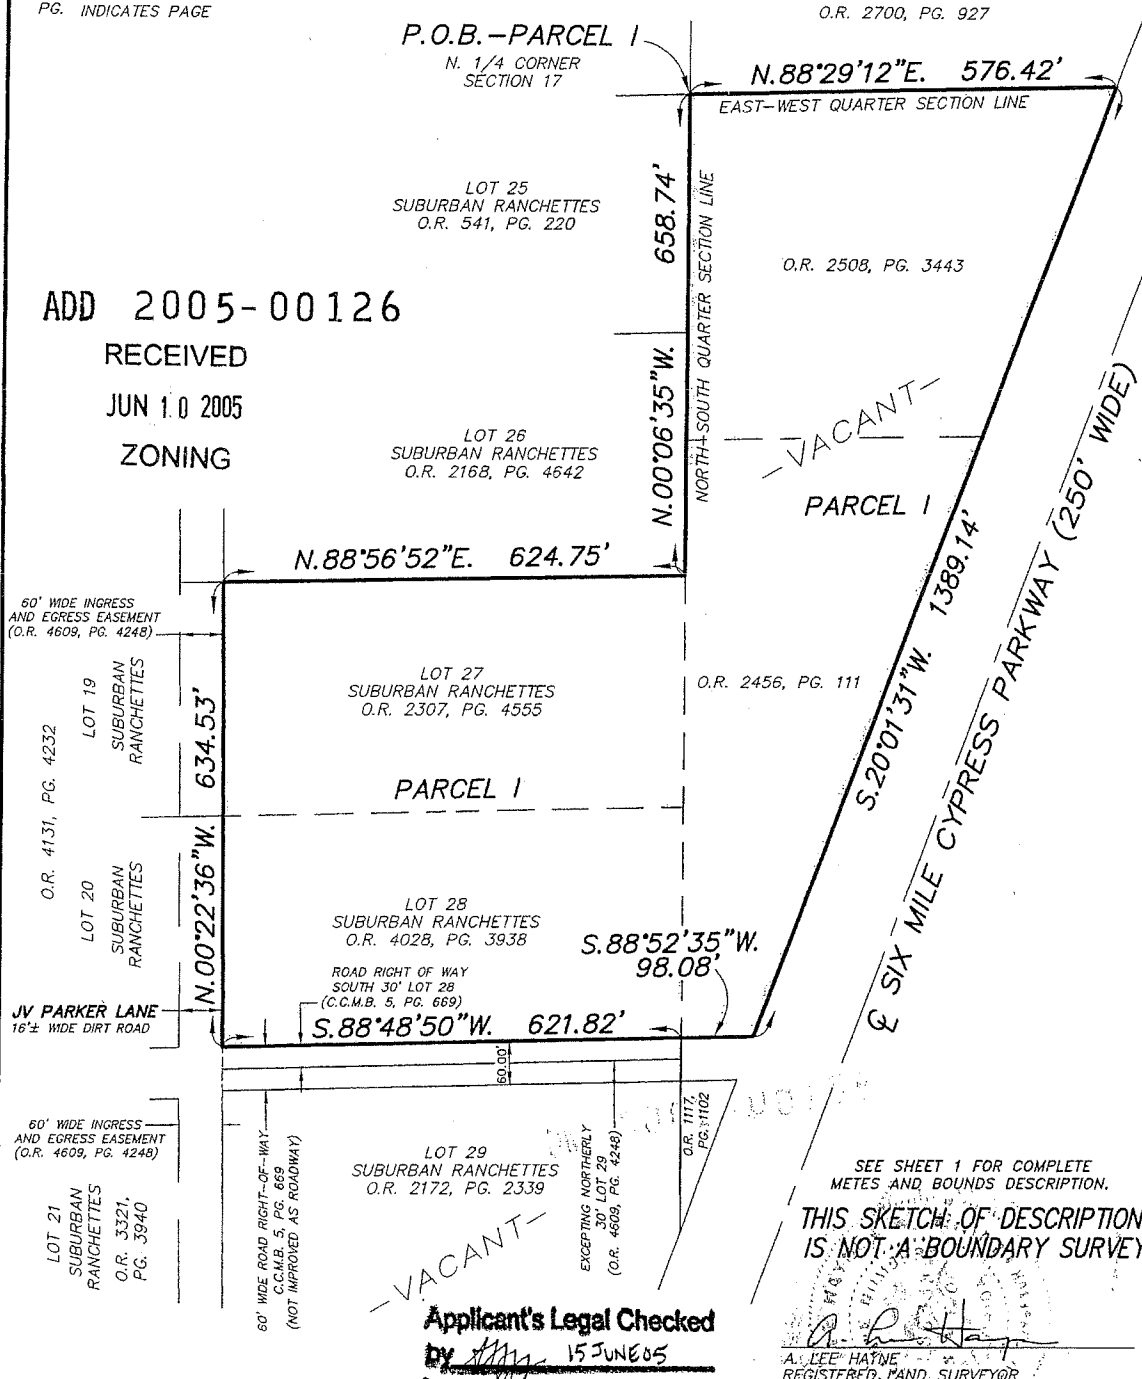 PG. INDICATES PAGE
O.R. 2700, PG. 927
P.O.B.-PARCEL I
N. 1/4 CORNER
SECTION 17
N.88°29'12"E. 576.42'
EAST-WEST QUARTER SECTION LINE
LOT 25
SUBURBAN RANCHETTES
O.R. 541, PG. 220
658.74'
NORTH-SOUTH QUARTER SECTION LINE
O.R. 2508, PG. 3443
ADD 2005-00126
RECEIVED
JUN 10 2005
ZONING
LOT 26
SUBURBAN RANCHETTES
O.R. 2168, PG. 4642
N.00°06'35"W.
-VACANT-
PARCEL I
N.88°56'52"E. 624.75'
S.20°01'31"W. 1389.14'
℄ SIX MILE CYPRESS PARKWAY (250' WIDE)
60' WIDE INGRESS
AND EGRESS EASEMENT
(O.R. 4609, PG. 4248)
LOT 19
SUBURBAN
RANCHETTES
O.R. 4131, PG. 4232
634.53'
LOT 27
SUBURBAN RANCHETTES
O.R. 2307, PG. 4555
O.R. 2456, PG. 111
PARCEL I
N.00°22'36"W.
LOT 20
SUBURBAN
RANCHETTES
LOT 28
SUBURBAN RANCHETTES
O.R. 4028, PG. 3938
S.88°52'35"W.
98.08'
ROAD RIGHT OF WAY
SOUTH 30' LOT 28
(C.C.M.B. 5, PG. 669)
JV PARKER LANE
16'± WIDE DIRT ROAD
S.88°48'50"W. 621.82'
60.00'
60' WIDE INGRESS
AND EGRESS EASEMENT
(O.R. 4609, PG. 4248)
LOT 21
SUBURBAN
RANCHETTES
O.R. 3321,
PG. 3940
60' WIDE ROAD RIGHT-OF-WAY
C.C.M.B. 5, PG. 669
(NOT IMPROVED AS ROADWAY)
LOT 29
SUBURBAN RANCHETTES
O.R. 2172, PG. 2339
-VACANT-
EXCEPTING NORTHERLY
30' LOT 29
(O.R. 4609, PG. 4248)
O.R. 1117,
PG. 1102
SEE SHEET 1 FOR COMPLETE
METES AND BOUNDS DESCRIPTION.
THIS SKETCH OF DESCRIPTION
IS NOT A BOUNDARY SURVEY
Applicant's Legal Checked
by 15 JUNE 05
A. LEE HAYNE
REGISTERED LAND SURVEYOR